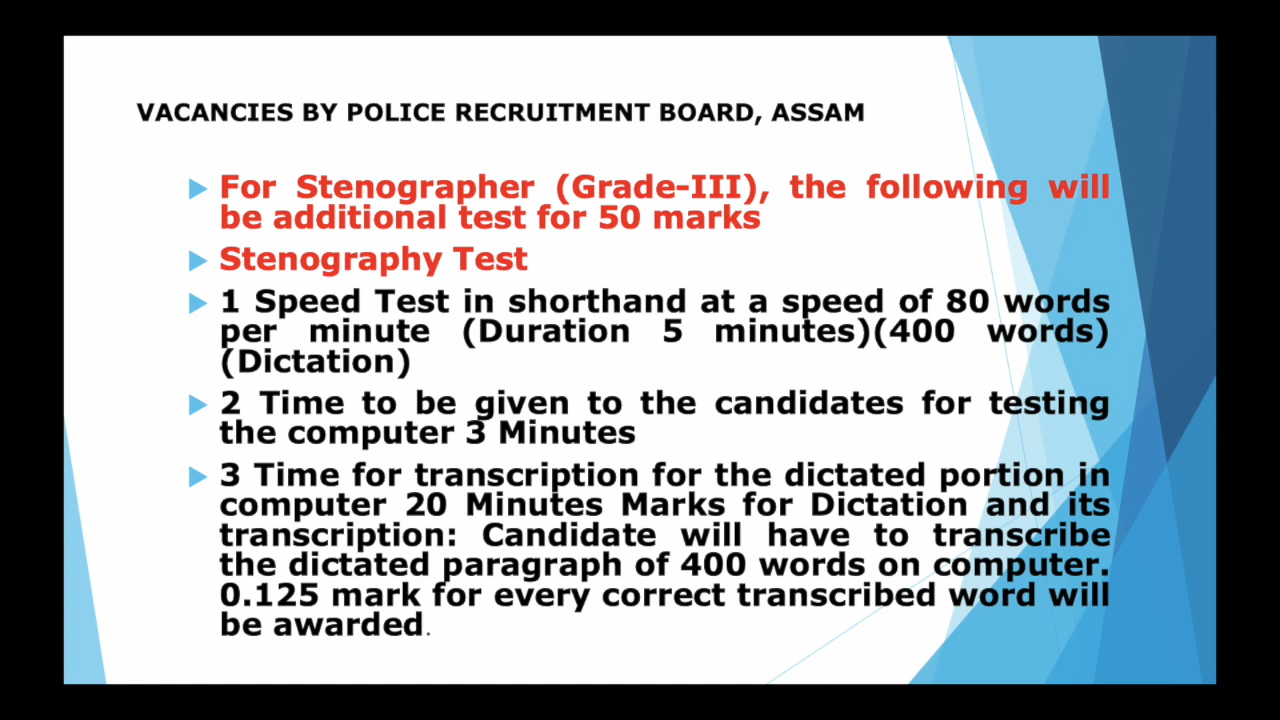 VACANCIES BY POLICE RECRUITMENT BOARD, ASSAM
For Stenographer (Grade-III), the following will
be additional test for 50 marks
Stenography Test
1 Speed Test in shorthand at a speed of 80 words
per minute (Duration 5 minutes)(400 words)
(Dictation)
2 Time to be given to the candidates for testing
the computer 3 Minutes
3 Time for transcription for the dictated portion in
computer 20 Minutes Marks for Dictation and its
transcription: Candidate will have to transcribe
the dictated paragraph of 400 words on computer.
0.125 mark for every correct transcribed word will
be awarded.